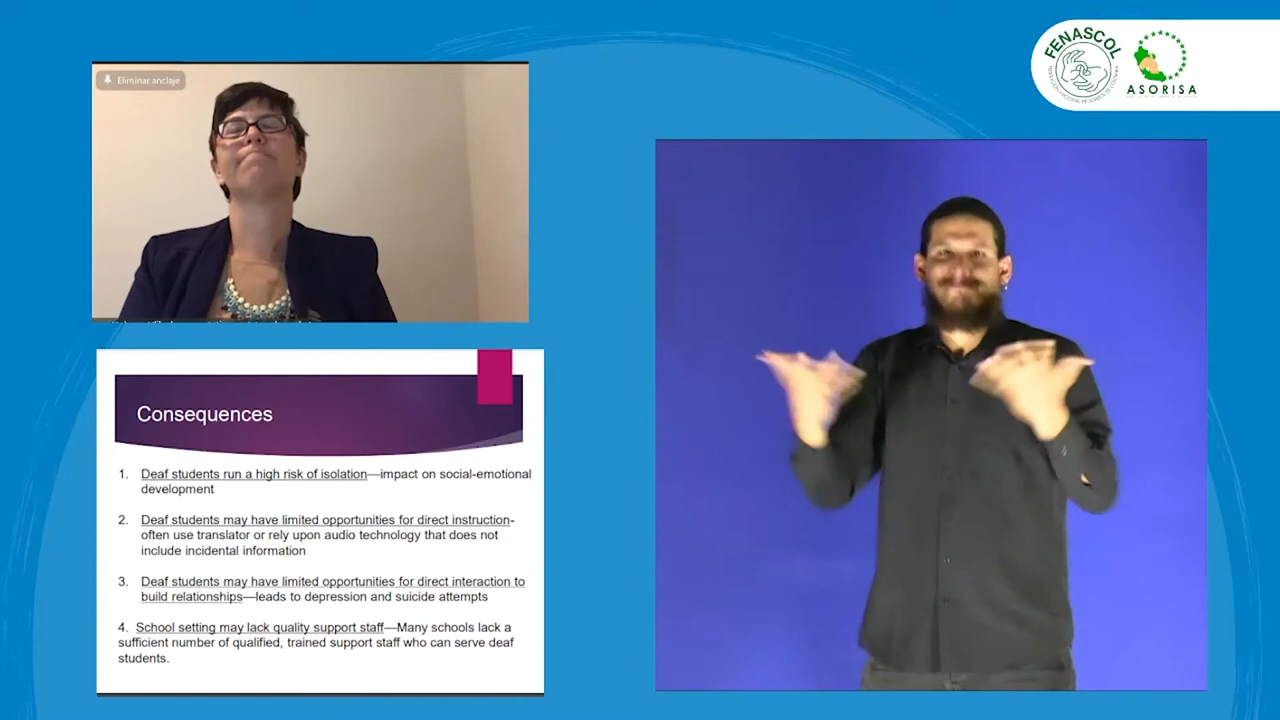 FENASCOL
ASORISA
Eliminar anclaje
Consequences
1. Deaf students run a high risk of isolation—impact on social-emotional
development
2. Deaf students may have limited opportunities for direct instruction-
often use translator or rely upon audio technology that does not
include incidental information
3. Deaf students may have limited opportunities for direct interaction to
build relationships—leads to depression and suicide attempts
4. School setting may lack quality support staff—Many schools lack a
sufficient number of qualified, trained support staff who can serve deaf
students.